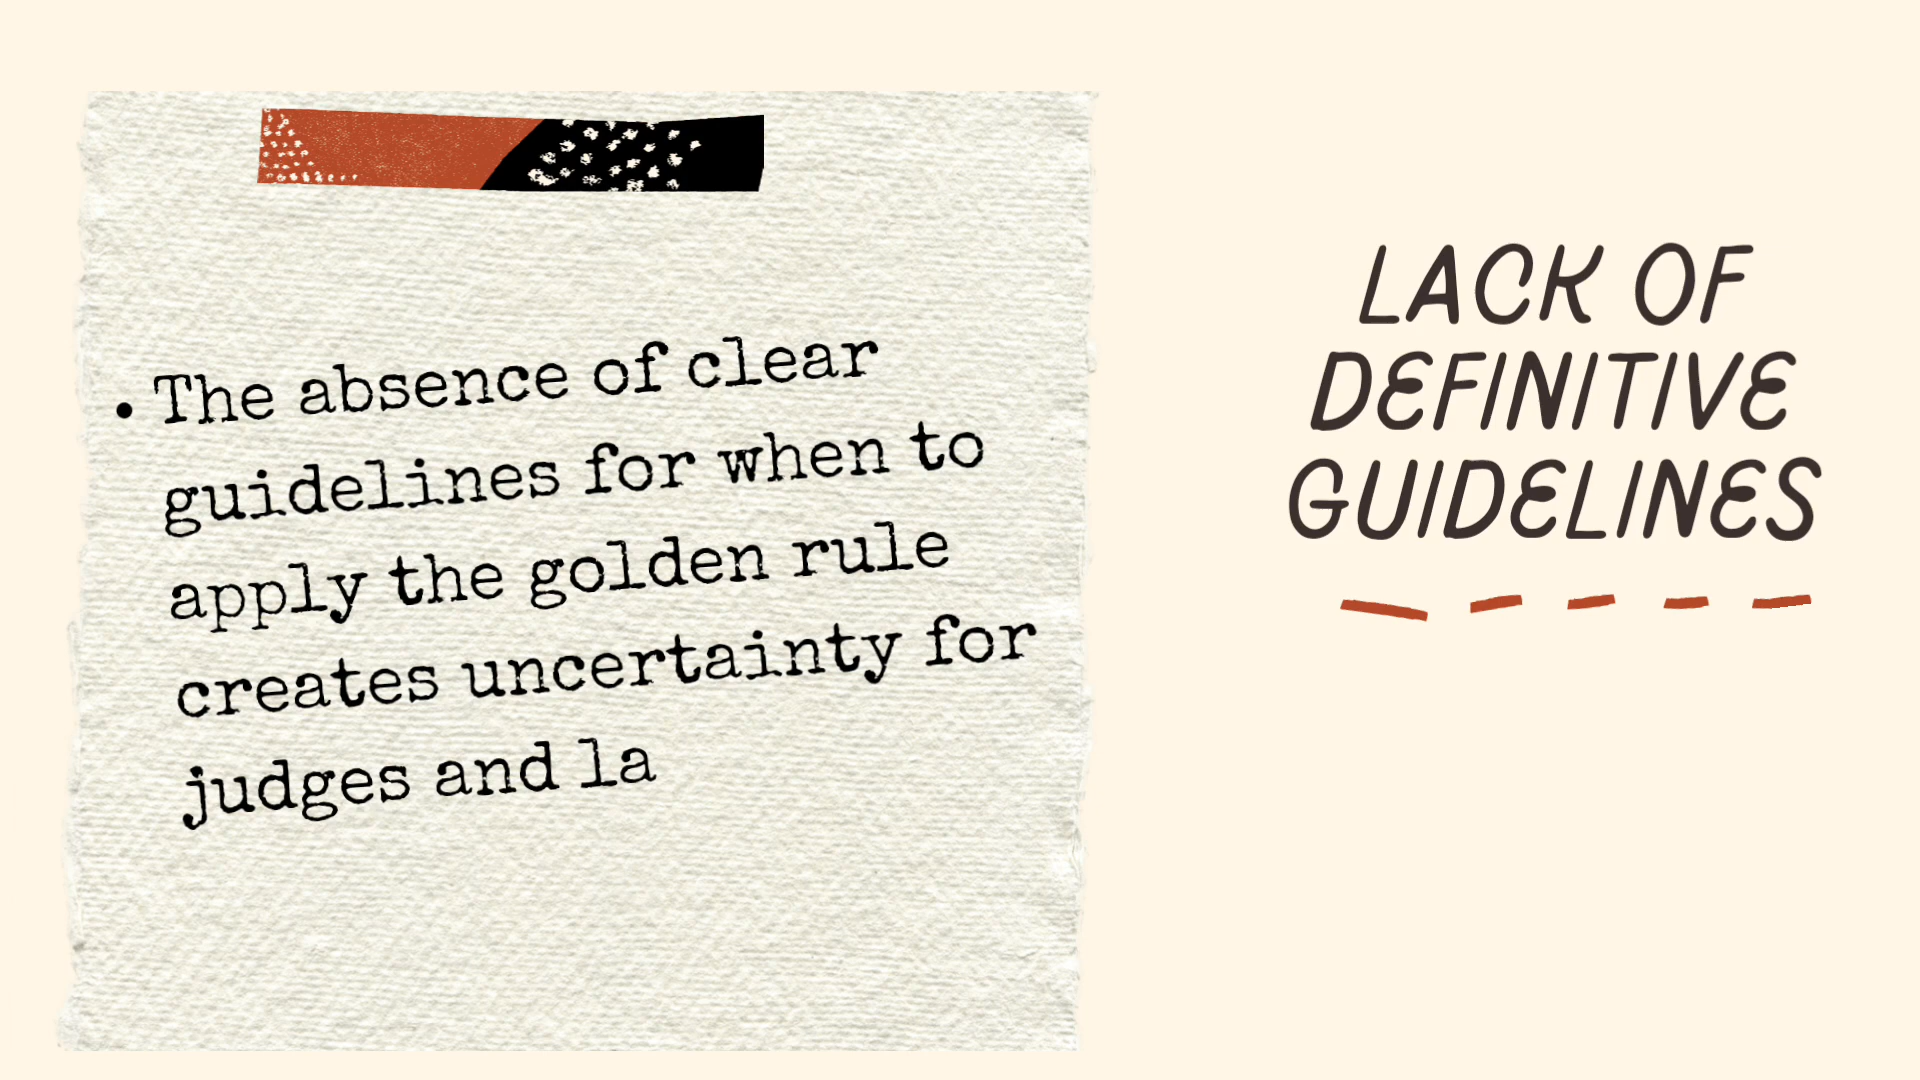 • The absence of clear
guidelines for when to
apply the golden rule
creates uncertainty for
judges and la
LACK OF
DEFINITIVE
GUIDELINES